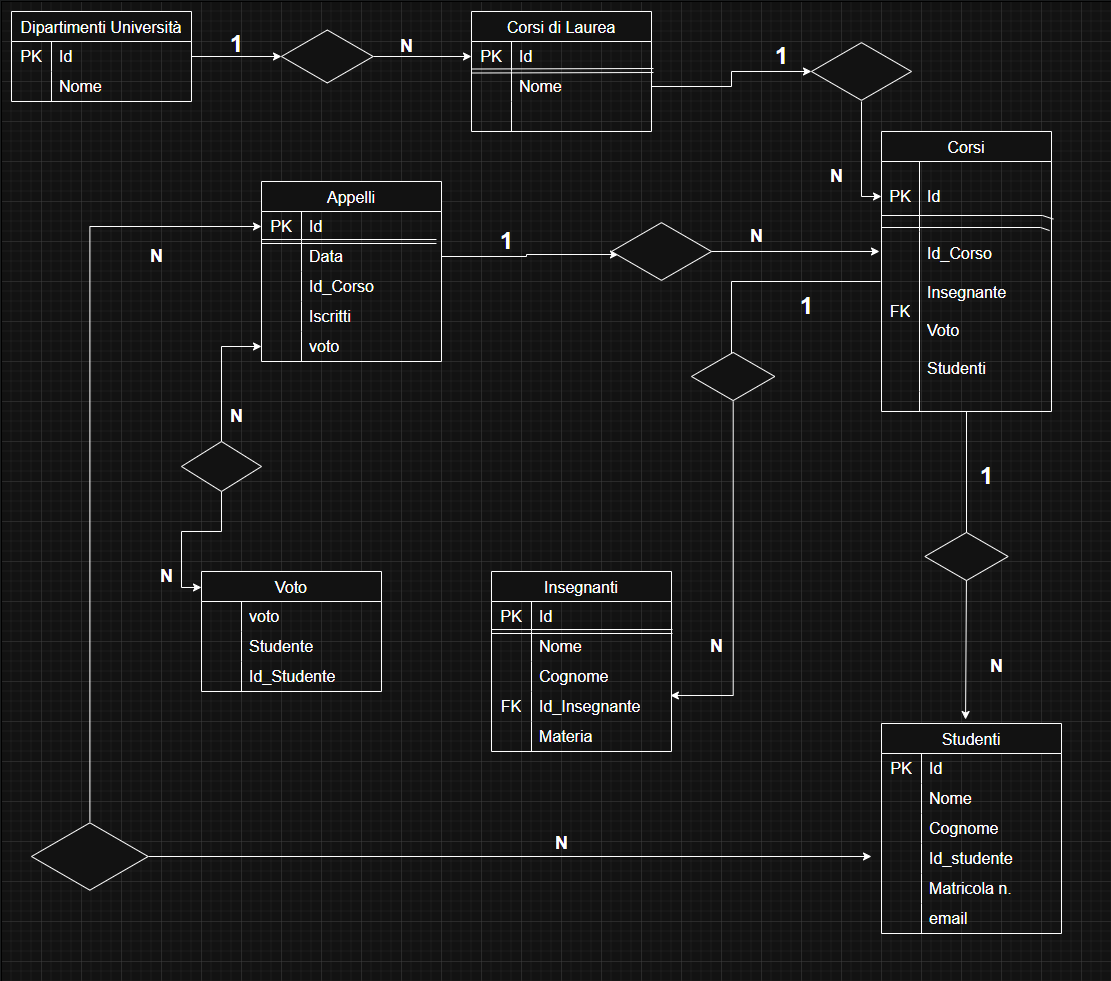 Dipartimenti Università
PK Id
Nome
1
N
Corsi di Laurea
PK Id
Nome
1
N
Corsi
PK Id
Id_Corso
Insegnante
FK
Voto
Studenti
Appelli
PK Id
Data
Id_Corso
Iscritti
voto
N
1
N
1
N
N
1
Voto
voto
Studente
Id_Studente
Insegnanti
PK Id
Nome
Cognome
FK Id_Insegnante
Materia
N
N
Studenti
PK Id
Nome
Cognome
Id_studente
Matricola n.
email
N